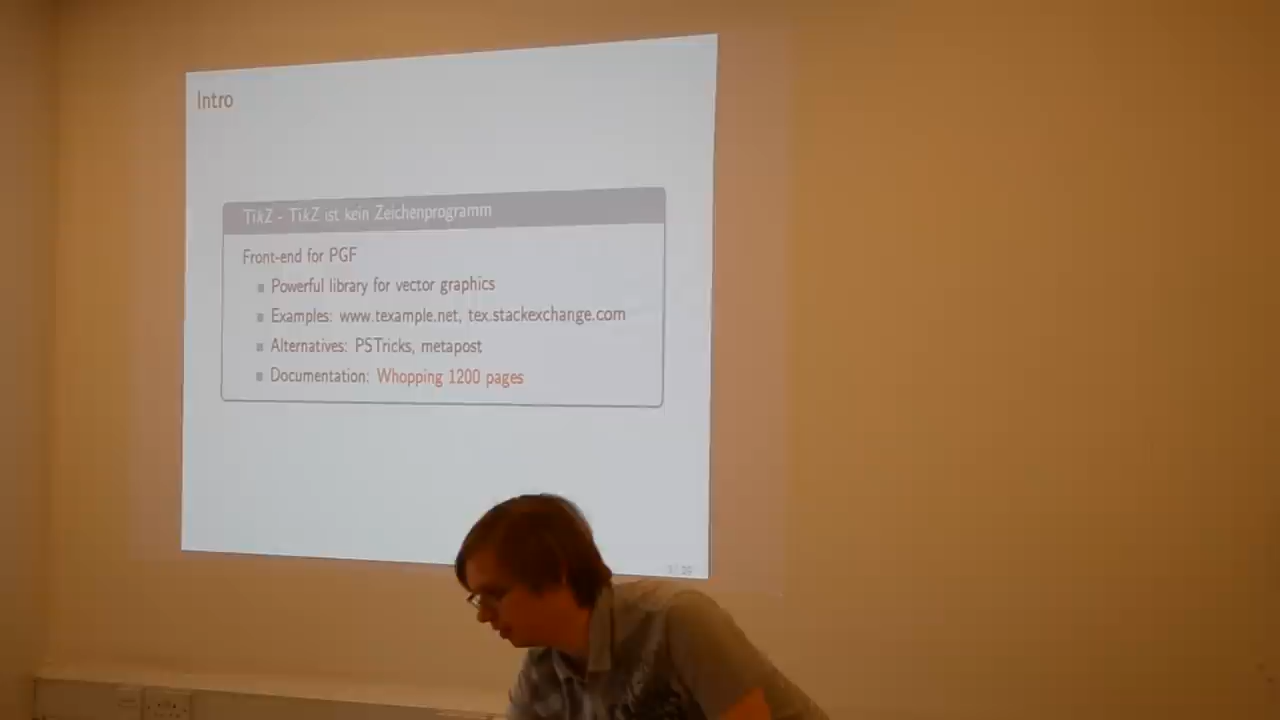 Intro
TikZ - TikZ ist kein Zeichenprogramm
Front-end for PGF
Powerful library for vector graphics
Examples: www.texample.net, tex.stackexchange.com
Alternatives: PSTricks, metapost
Documentation: Whopping 1200 pages